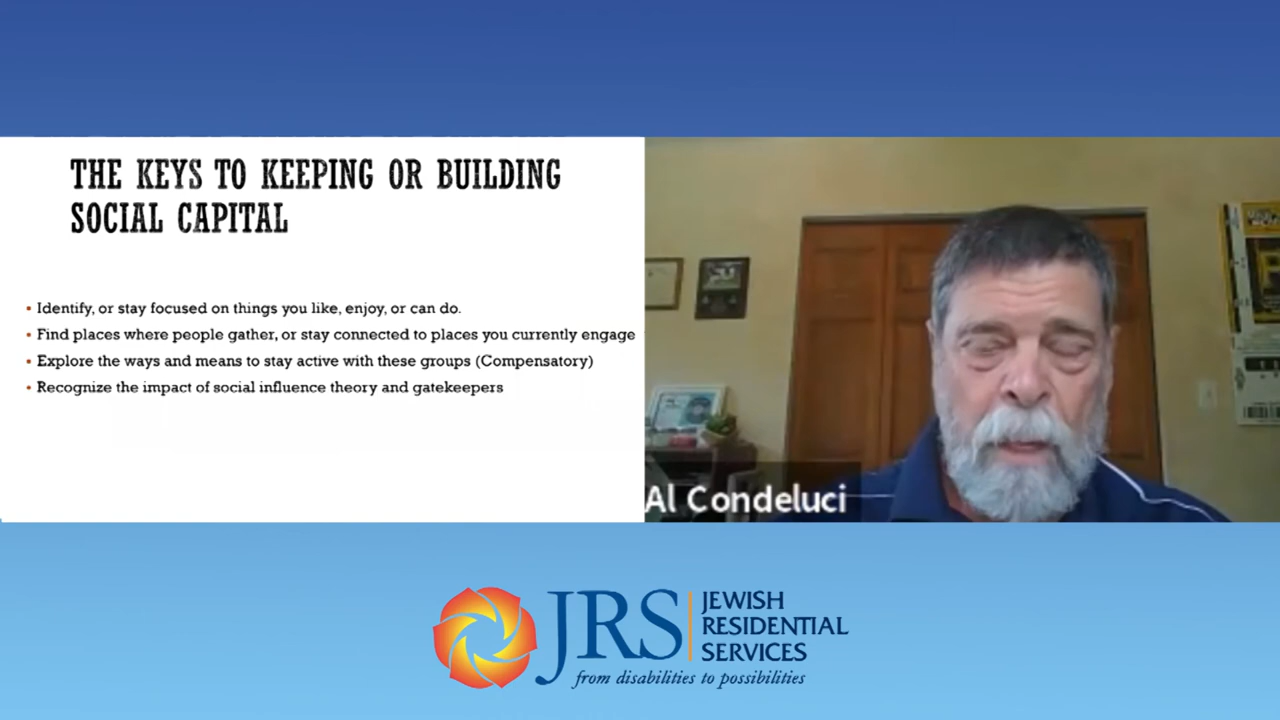 THE KEYS TO KEEPING OR BUILDING
SOCIAL CAPITAL
Identify, or stay focused on things you like, enjoy, or can do.
Find places where people gather, or stay connected to places you currently engage
Explore the ways and means to stay active with these groups (Compensatory)
Recognize the impact of social influence theory and gatekeepers
Al Condeluci
JRS
JEWISH
RESIDENTIAL
SERVICES
from disabilities to possibilities